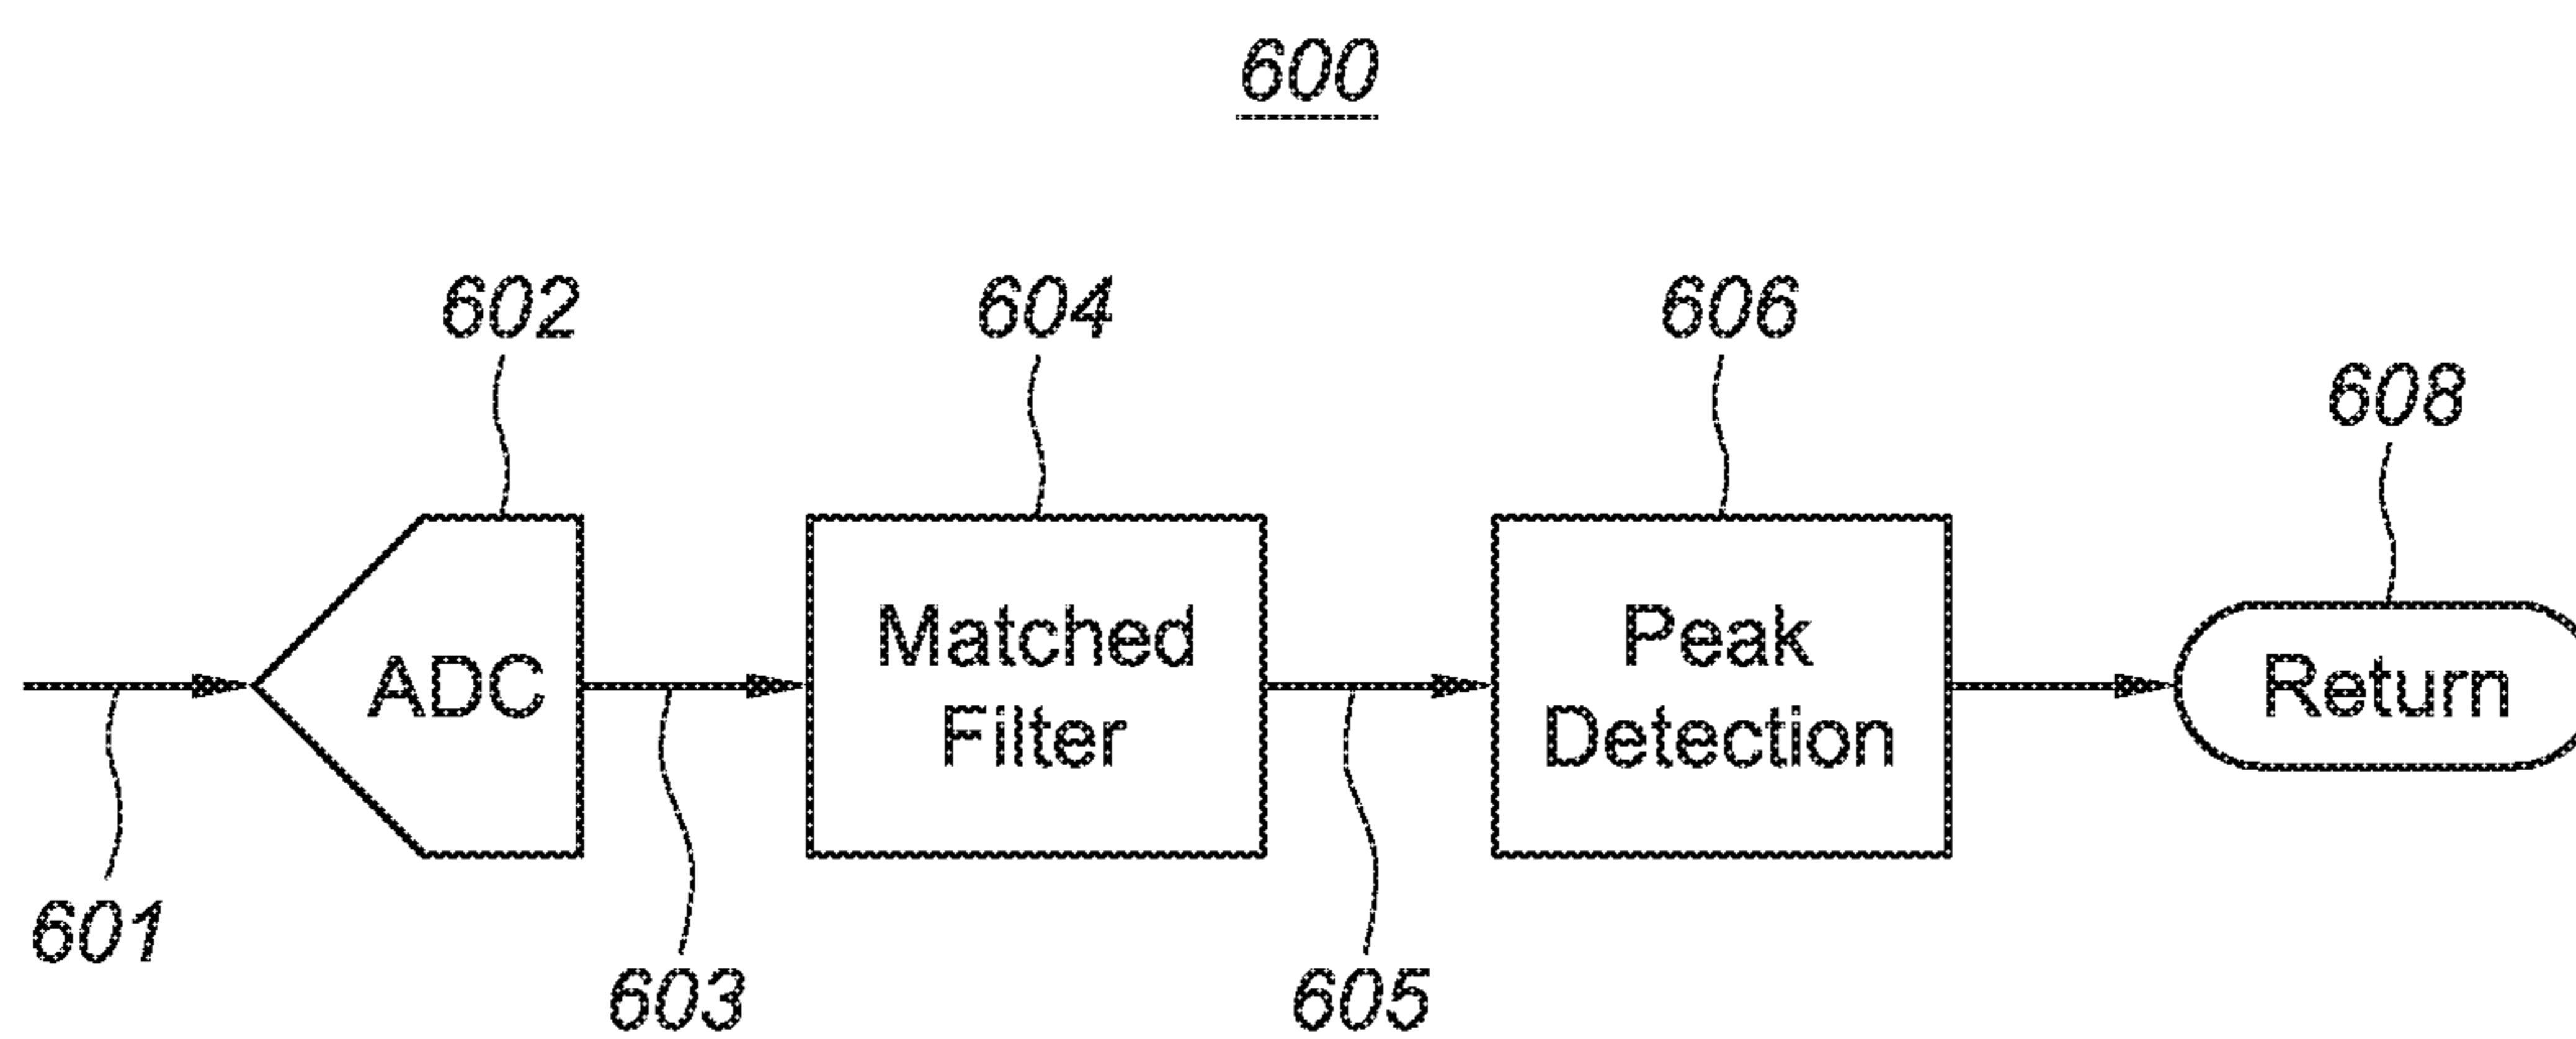 600
602
604
606
608
ADC
Matched
Filter
Peak
Detection
Return
601
603
605